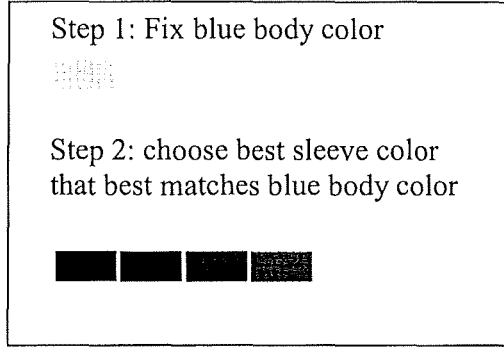 Step 1: Fix blue body color
Step 2: choose best sleeve color
that best matches blue body color